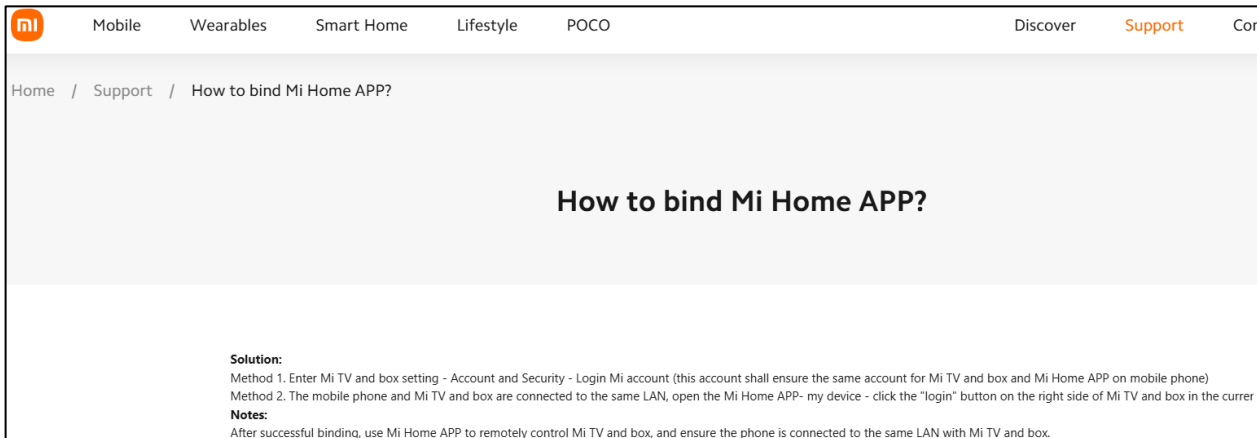 mi Mobile Wearables Smart Home Lifestyle POCO Discover Support
Home / Support / How to bind Mi Home APP?
How to bind Mi Home APP?
Solution:
Method 1. Enter Mi TV and box setting - Account and Security - Login Mi account (this account shall ensure the same account for Mi TV and box and Mi Home APP on mobile phone)
Method 2. The mobile phone and Mi TV and box are connected to the same LAN, open the Mi Home APP- my device - click the "login" button on the right side of Mi TV and box in the
Notes:
After successful binding, use Mi Home APP to remotely control Mi TV and box, and ensure the phone is connected to the same LAN with Mi TV and box.